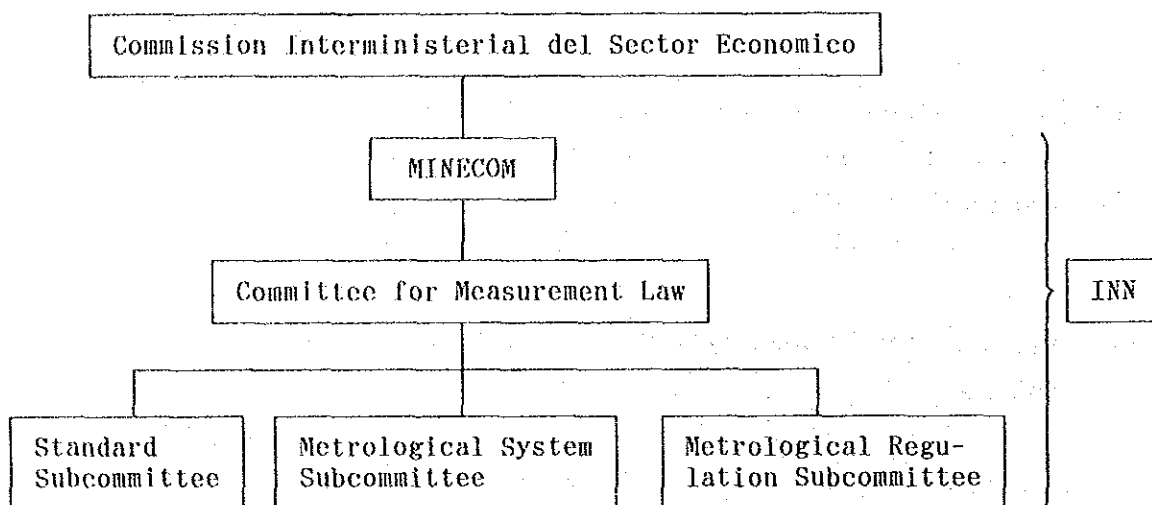 Commission Interministerial del Sector Economico
MINECOM
Committee for Measurement Law
INN
Standard
Subcommittee
Metrological System
Subcommittee
Metrological Regu-
lation Subcommittee